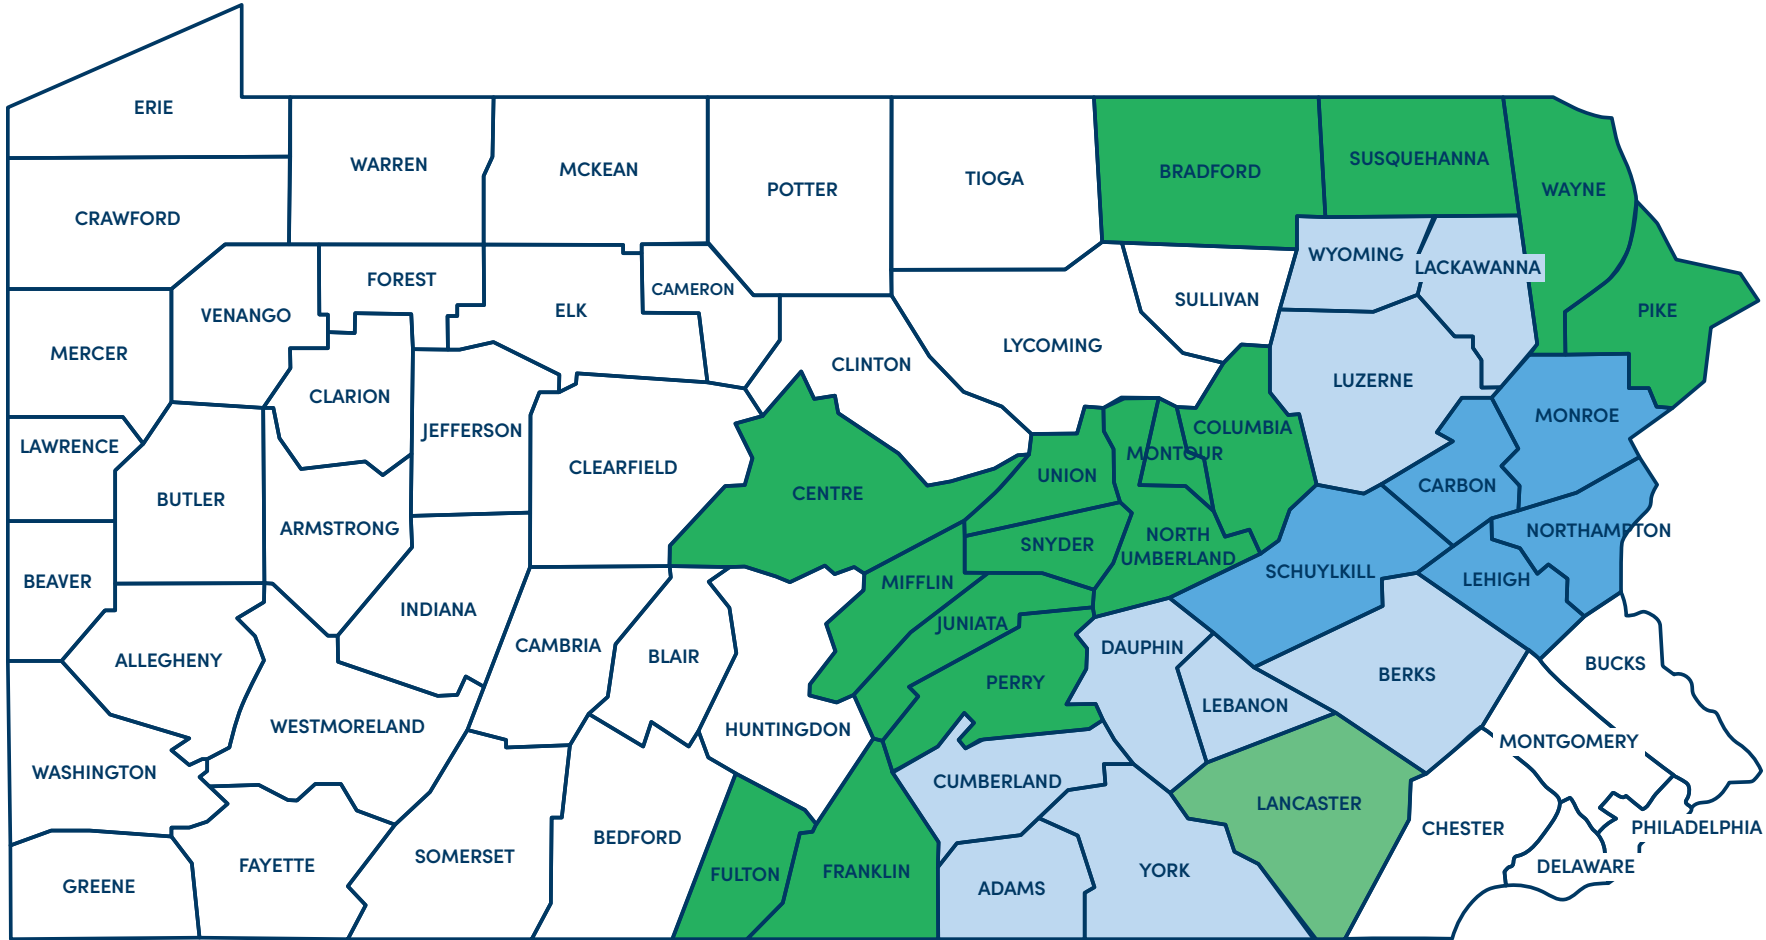 ERIE
WARREN
MCKEAN
POTTER
TIOGA
BRADFORD
SUSQUEHANNA
WAYNE
CRAWFORD
FOREST
VENANGO
ELK
CAMERON
SULLIVAN
WYOMING
LACKAWANNA
PIKE
MERCER
CLARION
JEFFERSON
CLINTON
LYCOMING
LUZERNE
MONROE
LAWRENCE
BUTLER
ARMSTRONG
CLEARFIELD
CENTRE
UNION
MONTOUR
COLUMBIA
CARBON
NORTHAMPTON
BEAVER
INDIANA
SNYDER
NORTH
UMBERLAND
SCHUYLKILL
LEHIGH
MIFFLIN
JUNIATA
ALLEGHENY
CAMBRIA
BLAIR
PERRY
DAUPHIN
LEBANON
BERKS
BUCKS
WESTMORELAND
HUNTINGDON
WASHINGTON
CUMBERLAND
LANCASTER
MONTGOMERY
GREENE
FAYETTE
SOMERSET
BEDFORD
FULTON
FRANKLIN
ADAMS
YORK
CHESTER
PHILADELPHIA
DELAWARE